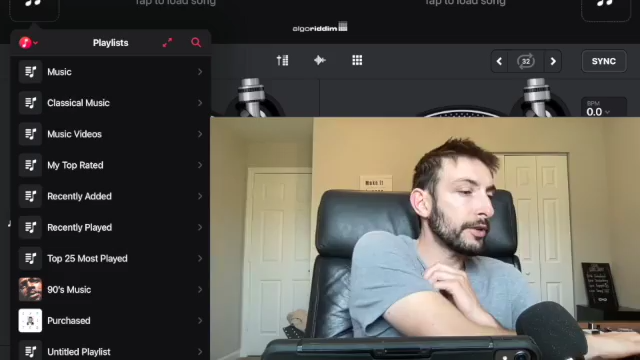 Tap to load song
Tap to load song
algoriddim
Playlists
32
SYNC
BPM
0.0
Music
Classical Music
Music Videos
My Top Rated
Recently Added
Recently Played
Top 25 Most Played
90's Music
Purchased
Untitled Playlist